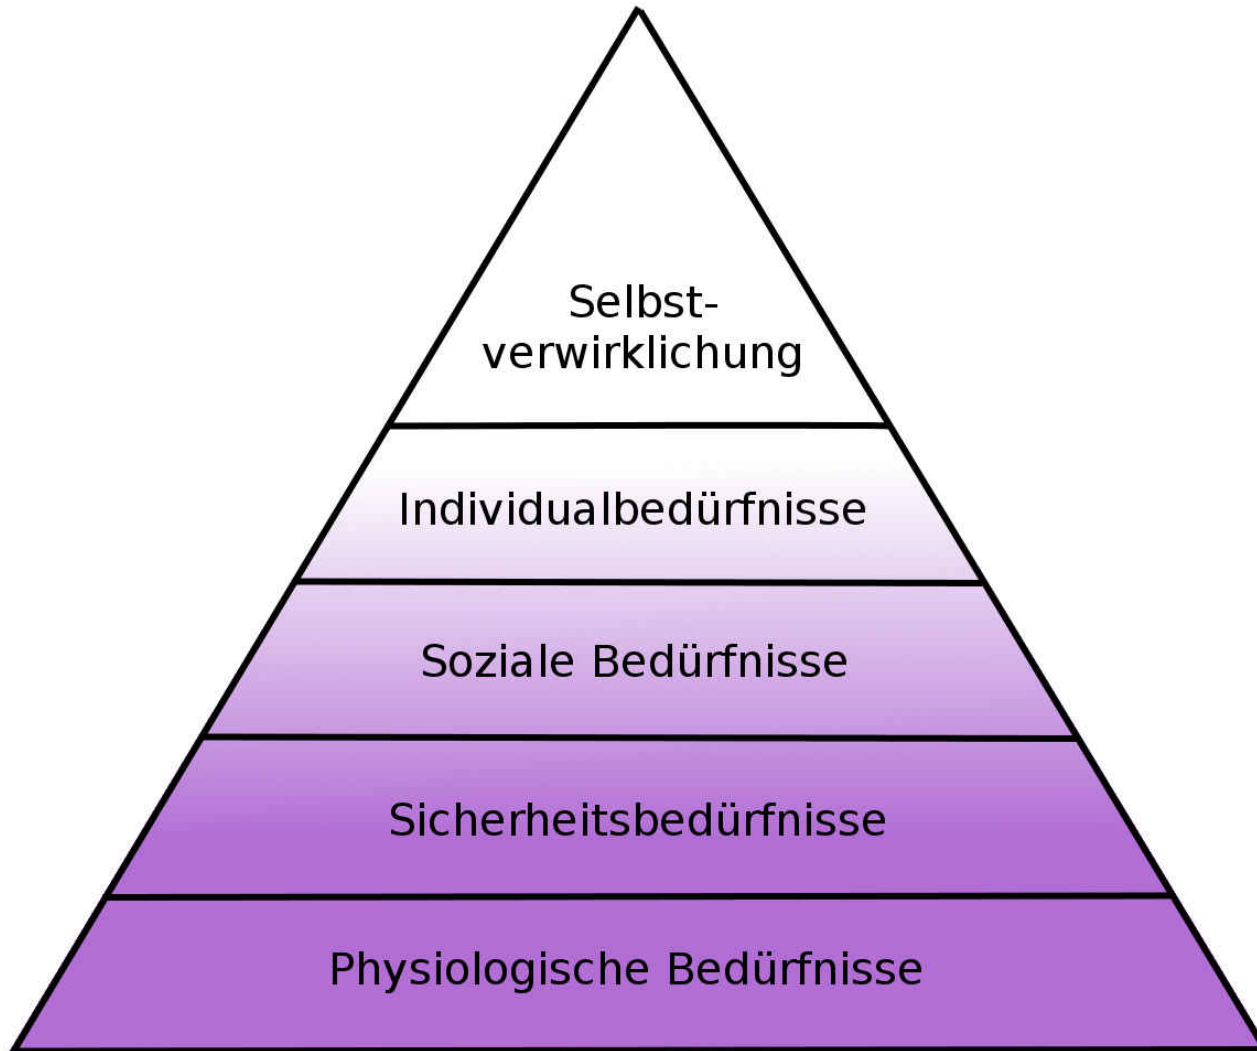 Selbst-
verwirklichung
Individualbedürfnisse
Soziale Bedürfnisse
Sicherheitsbedürfnisse
Physiologische Bedürfnisse